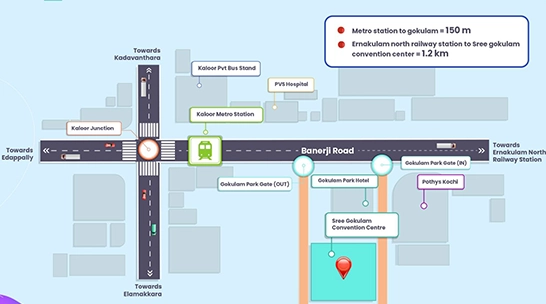 Metro station to gokulam = 150 m
Ernakulam north railway station to Sree gokulam
convention center = 1.2 km
Towards
Kadavanthara
Kaloor Pvt Bus Stand
PVS Hospital
Kaloor Metro Station
Kaloor Junction
Towards
Edappally
Banerji Road
Towards
Ernakulam North
Railway Station
Gokulam Park Gate (IN)
Gokulam Park Gate (OUT)
Gokulam Park Hotel
Pothys Kochi
Sree Gokulam
Convention Centre
Towards
Elamakkara